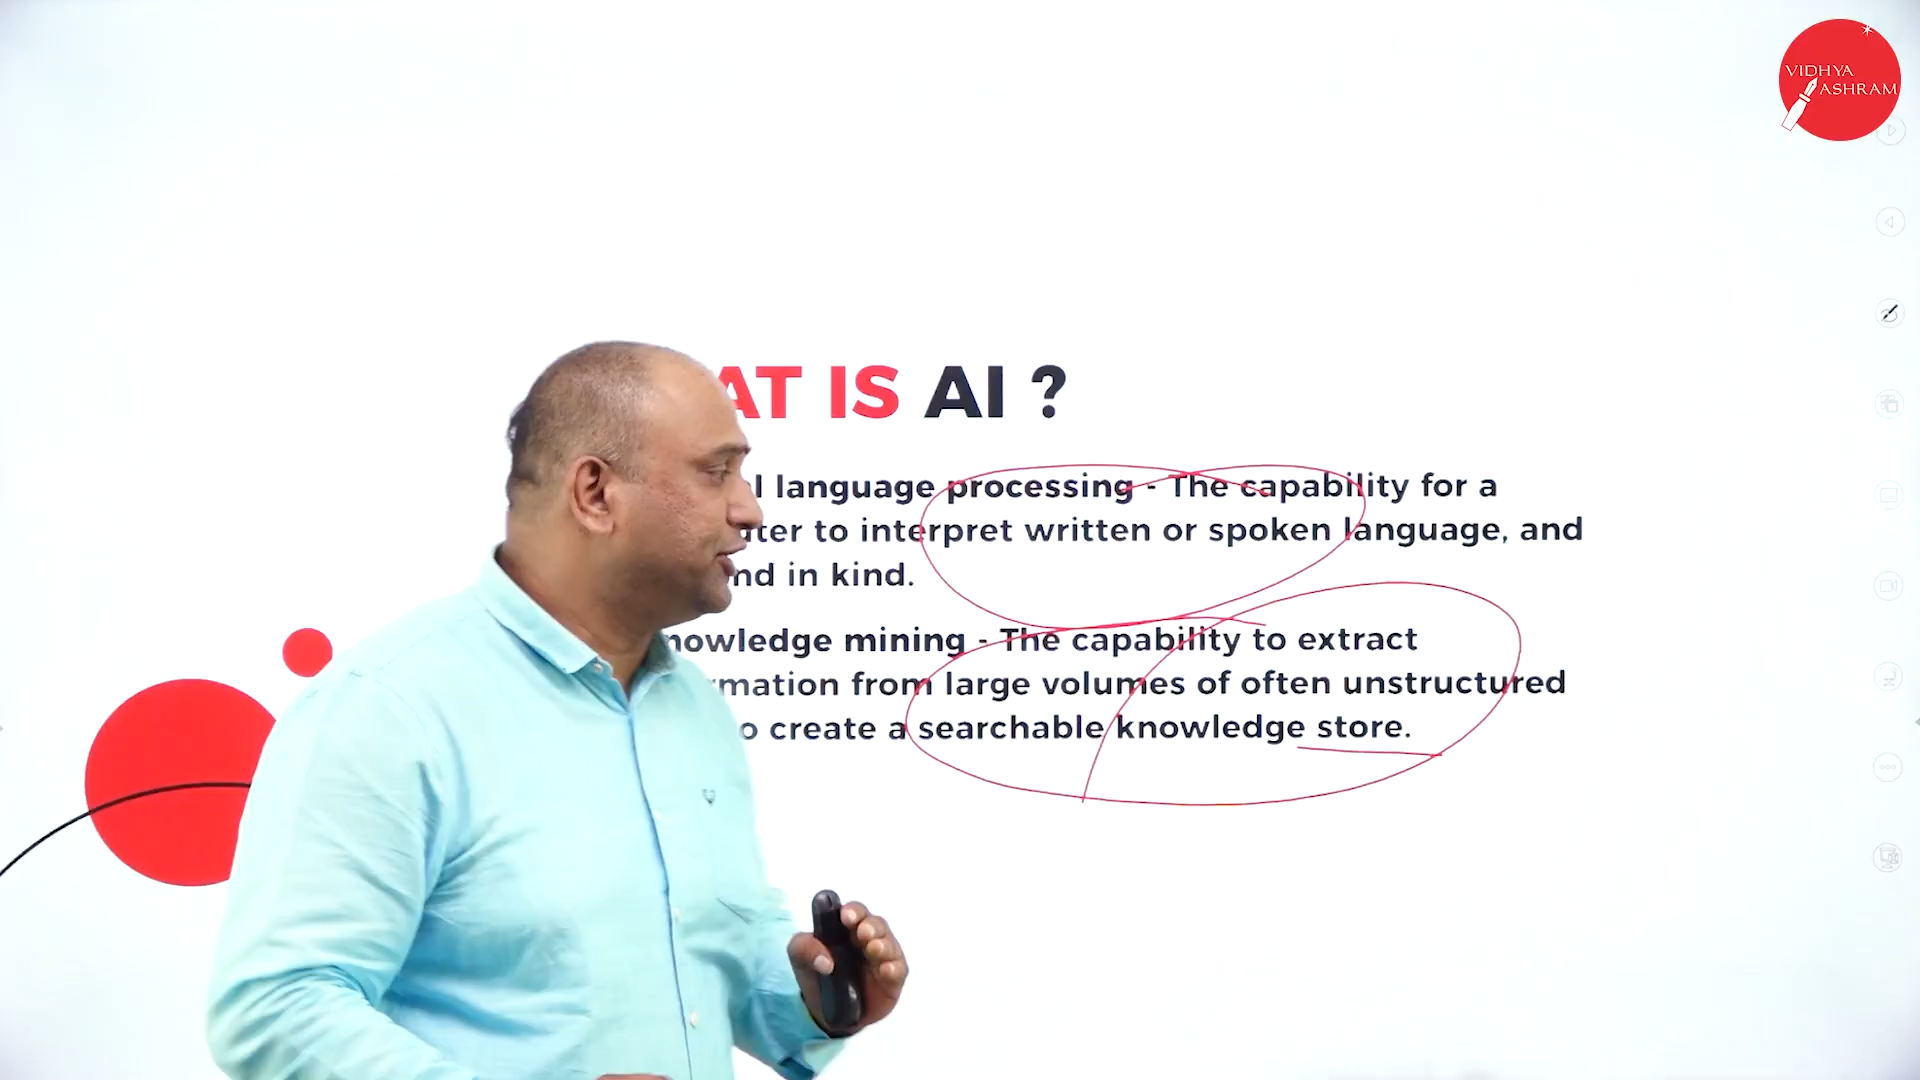 VIDHYA
ASHRAM
AT IS AI ?
l language processing - The capability for a
ter to interpret written or spoken language, and
nd in kind.
nowledge mining - The capability to extract
rmation from large volumes of often unstructured
o create a searchable knowledge store.